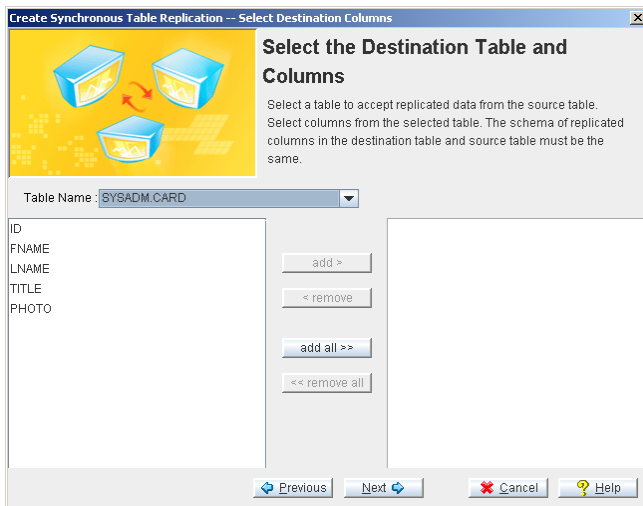 Create Synchronous Table Replication -- Select Destination Columns
Select the Destination Table and
Columns
Select a table to accept replicated data from the source table.
Select columns from the selected table. The schema of replicated
columns in the destination table and source table must be the
same.
Table Name : SYSADM.CARD
ID
FNAME
LNAME
TITLE
PHOTO
add >
< remove
add all >>
<< remove all
Previous Next Cancel Help